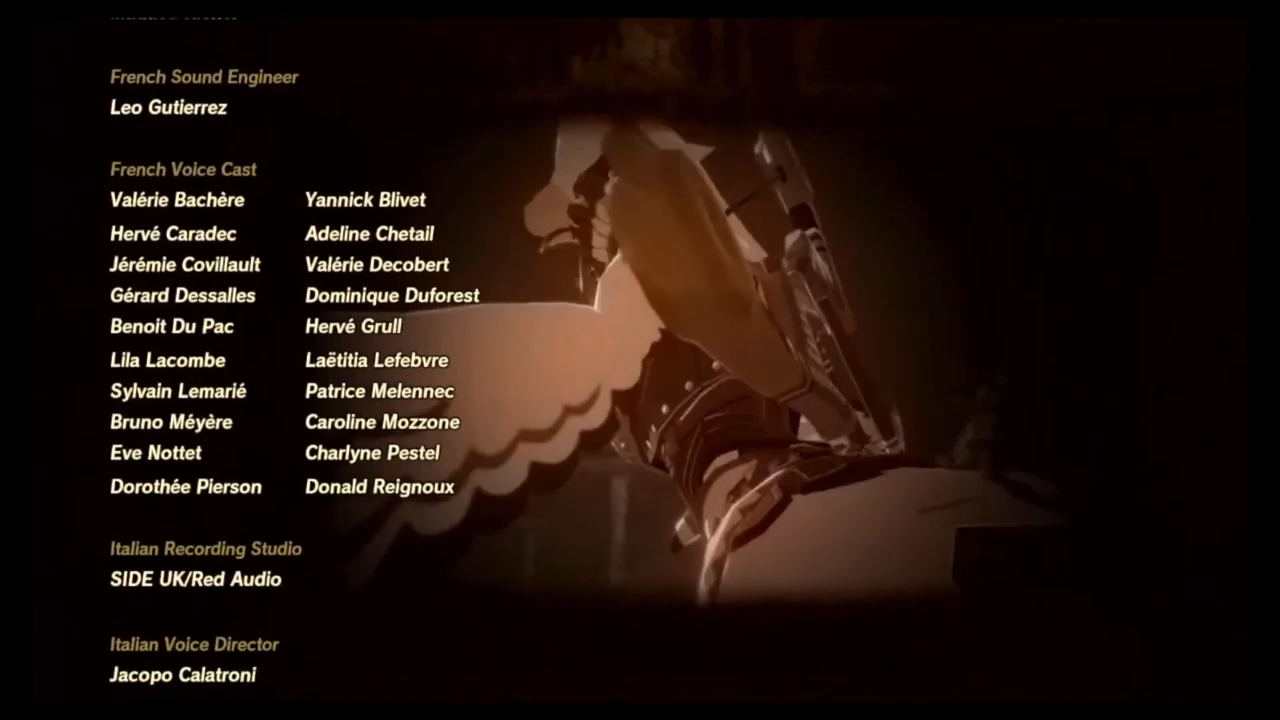 French Sound Engineer
Leo Gutierrez
French Voice Cast
Valérie Bachère Yannick Blivet
Hervé Caradec Adeline Chetail
Jérémie Covillault Valérie Decobert
Gérard Dessalles Dominique Duforest
Benoit Du Pac Hervé Grull
Lila Lacombe Laëtitia Lefebvre
Sylvain Lemarié Patrice Melennec
Bruno Méyère Caroline Mozzone
Eve Nottet Charlyne Pestel
Dorothée Pierson Donald Reignoux
Italian Recording Studio
SIDE UK/Red Audio
Italian Voice Director
Jacopo Calatroni